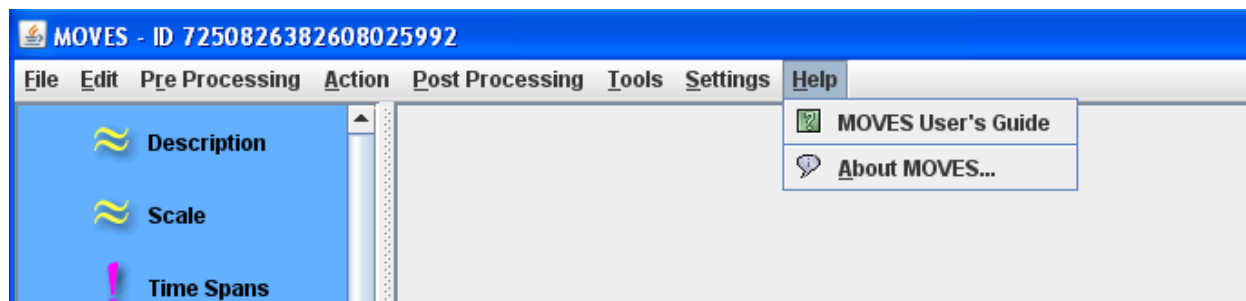 MOVES - ID 7250826382608025992
File Edit Pre Processing Action Post Processing Tools Settings Help
MOVES User's Guide
Description
About MOVES...
Scale
Time Spans